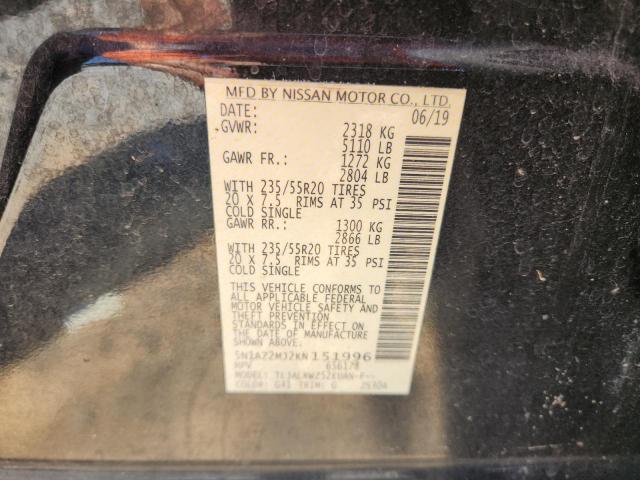 MFD BY NISSAN MOTOR CO., LTD.
DATE: 06/19
GVWR: 2318 KG
5110 LB
GAWR FR.: 1272 KG
2804 LB
WITH 235/55R20 TIRES
20 X 7.5 RIMS AT 35 PSI
COLD SINGLE
GAWR RR.: 1300 KG
2866 LB
WITH 235/55R20 TIRES
20 X 7.5 RIMS AT 35 PSI
COLD SINGLE
THIS VEHICLE CONFORMS TO
ALL APPLICABLE FEDERAL
MOTOR VEHICLE SAFETY AND
THEFT PREVENTION
STANDARDS IN EFFECT ON
THE DATE OF MANUFACTURE
SHOWN ABOVE.
5N1AZ2MJ2KN151996
MPV
COLOR: TRIM: G